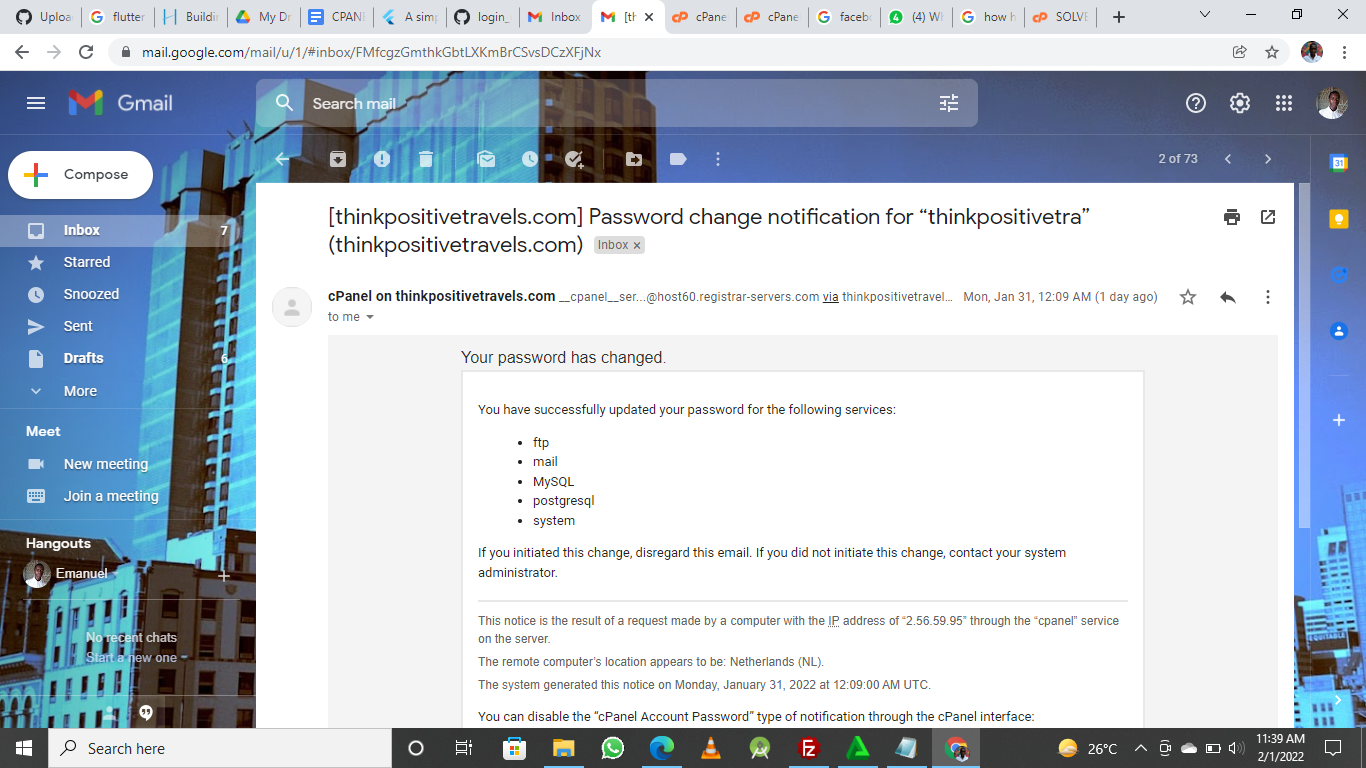 Uploa
flutter
Buildir
My Dr
CPAN
A simp
login_
Inbox
[th
cPane
cPane
facebo
(4) Wh
how h
SOLVE
mail.google.com/mail/u/1/#inbox/FMfcgzGmthkGbtLXKmBrCSvsDCzXFjNx
Gmail
Search mail
Compose
2 of 73
31
Inbox 7
Starred
Snoozed
Sent
Drafts 6
More
Meet
New meeting
Join a meeting
Hangouts
Emanuel
No recent chats
Start a new one
[thinkpositivetravels.com] Password change notification for “thinkpositivetra”
(thinkpositivetravels.com) Inbox x
cPanel on thinkpositivetravels.com __cpanel__ser...@host60.registrar-servers.com via thinkpositivetravel... Mon, Jan 31, 12:09 AM (1 day ago)
to me
Your password has changed.
You have successfully updated your password for the following services:
• ftp
• mail
• MySQL
• postgresql
• system
If you initiated this change, disregard this email. If you did not initiate this change, contact your system
administrator.
This notice is the result of a request made by a computer with the IP address of “2.56.59.95” through the “cpanel” service
on the server.
The remote computer’s location appears to be: Netherlands (NL).
The system generated this notice on Monday, January 31, 2022 at 12:09:00 AM UTC.
You can disable the “cPanel Account Password” type of notification through the cPanel interface:
EQUITABLE
Search here
26°C
11:39 AM
2/1/2022